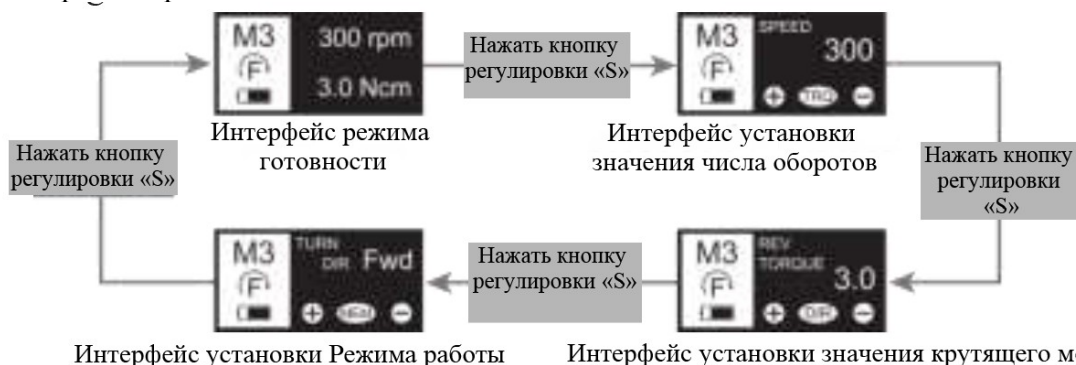 M3
F
300 rpm
3.0 Ncm
Нажать кнопку
регулировки «S»
M3
F
SPEED
300
+ TRQ −
Интерфейс режима
готовности
Интерфейс установки
значения числа оборотов
Нажать кнопку
регулировки «S»
Нажать кнопку
регулировки
«S»
M3
F
TURN
DIR Fwd
+ −
Нажать кнопку
регулировки «S»
M3
F
REV
TORQUE
3.0
+ DIR −
Интерфейс установки Режима работы
Интерфейс установки значения крутящего